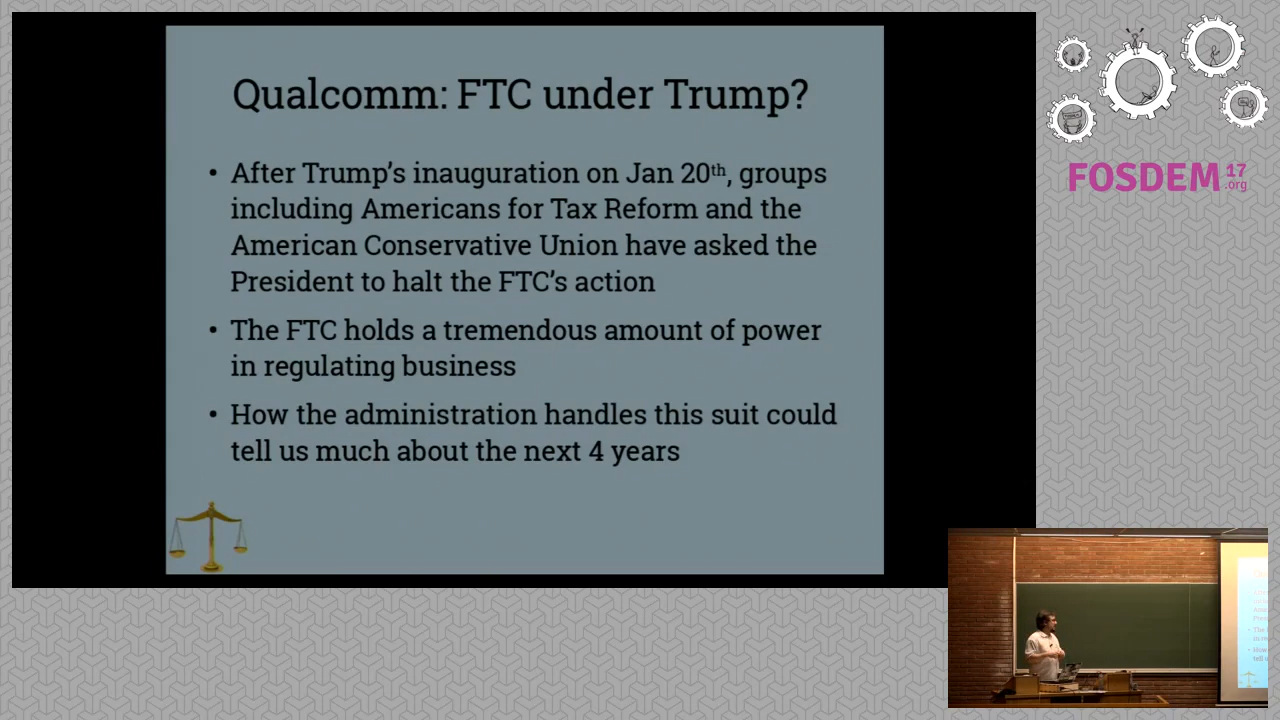 Qualcomm: FTC under Trump?
• After Trump’s inauguration on Jan 20th, groups
including Americans for Tax Reform and the
American Conservative Union have asked the
President to halt the FTC’s action
• The FTC holds a tremendous amount of power
in regulating business
• How the administration handles this suit could
tell us much about the next 4 years
FOSDEM 17
.org